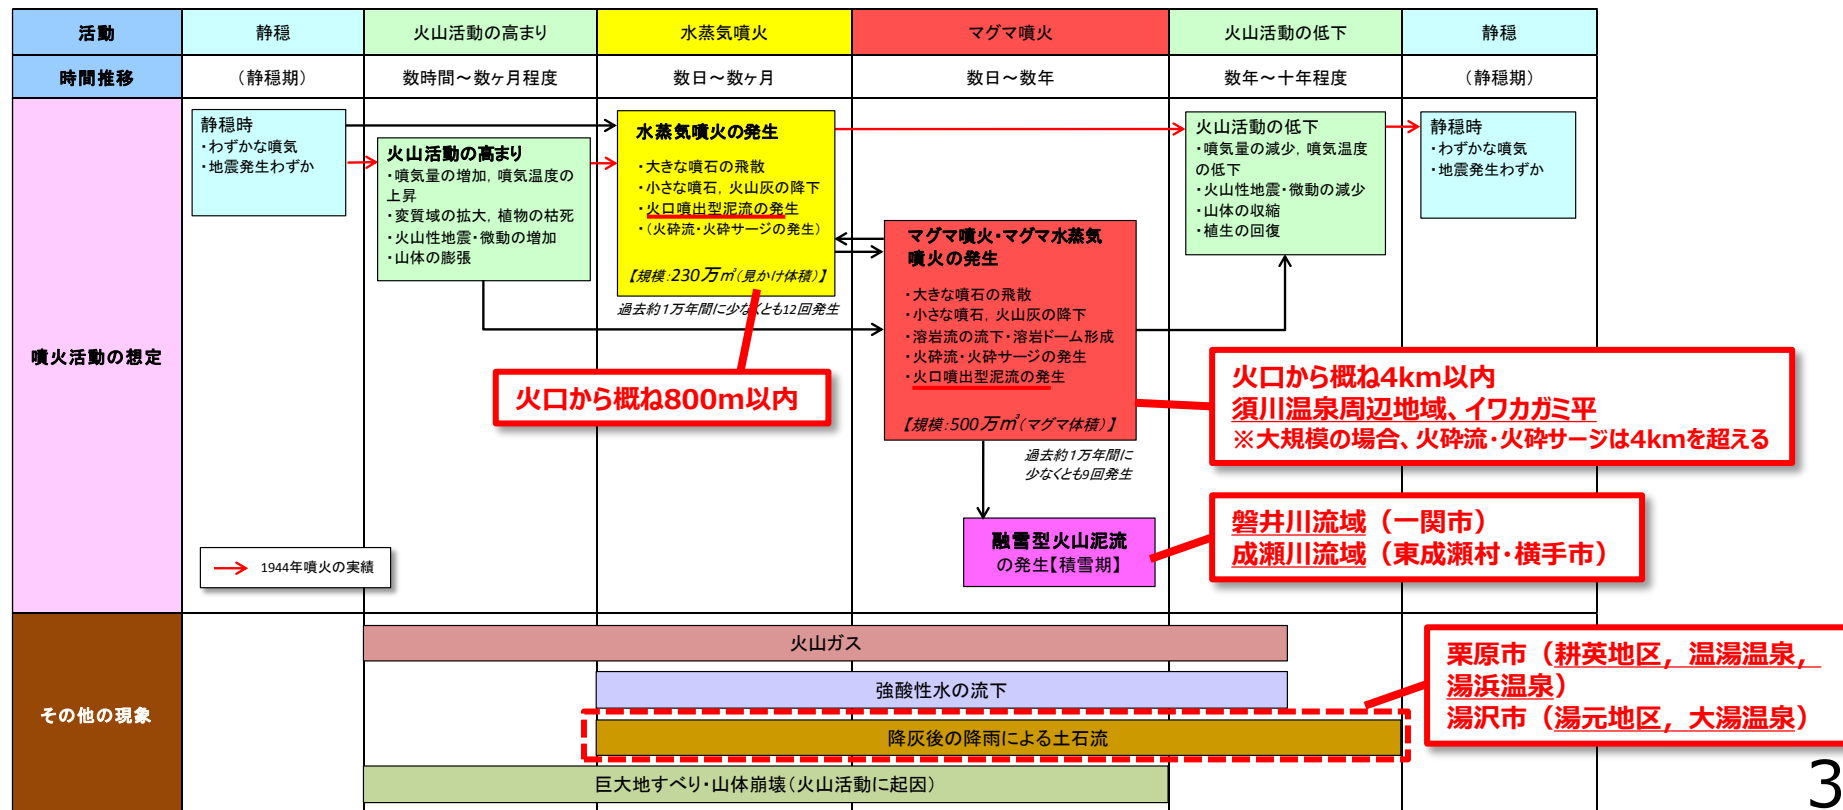 活動
静穏
火山活動の高まり
水蒸気噴火
マグマ噴火
火山活動の低下
静穏
時間推移
(静穏期)
数時間～数ヶ月程度
数日～数ヶ月
数日～数年
数年～十年程度
(静穏期)
噴火活動の想定
静穏時
・わずかな噴気
・地震発生わずか
火山活動の高まり
・噴気量の増加, 噴気温度の
上昇
・変質域の拡大, 植物の枯死
・火山性地震・微動の増加
・山体の膨張
水蒸気噴火の発生
・大きな噴石の飛散
・小さな噴石, 火山灰の降下
・火口噴出型泥流の発生
・(火砕流・火砕サージの発生)
【規模:230万㎥(見かけ体積)】
過去約1万年間に少なくとも12回発生
火口から概ね800m以内
マグマ噴火・マグマ水蒸気
噴火の発生
・大きな噴石の飛散
・小さな噴石, 火山灰の降下
・溶岩流の流下・溶岩ドーム形成
・火砕流・火砕サージの発生
・火口噴出型泥流の発生
【規模:500万㎥(マグマ体積)】
過去約1万年間に
少なくとも9回発生
融雪型火山泥流
の発生【積雪期】
火山活動の低下
・噴気量の減少, 噴気温度
の低下
・火山性地震・微動の減少
・山体の収縮
・植生の回復
静穏時
・わずかな噴気
・地震発生わずか
火口から概ね4km以内
須川温泉周辺地域、イワカガミ平
※大規模の場合、火砕流・火砕サージは4kmを超える
磐井川流域（一関市）
成瀬川流域（東成瀬村・横手市）
1944年噴火の実績
その他の現象
火山ガス
強酸性水の流下
降灰後の降雨による土石流
巨大地すべり・山体崩壊(火山活動に起因)
栗原市（耕英地区，温湯温泉，
湯浜温泉）
湯沢市（湯元地区，大湯温泉）
3